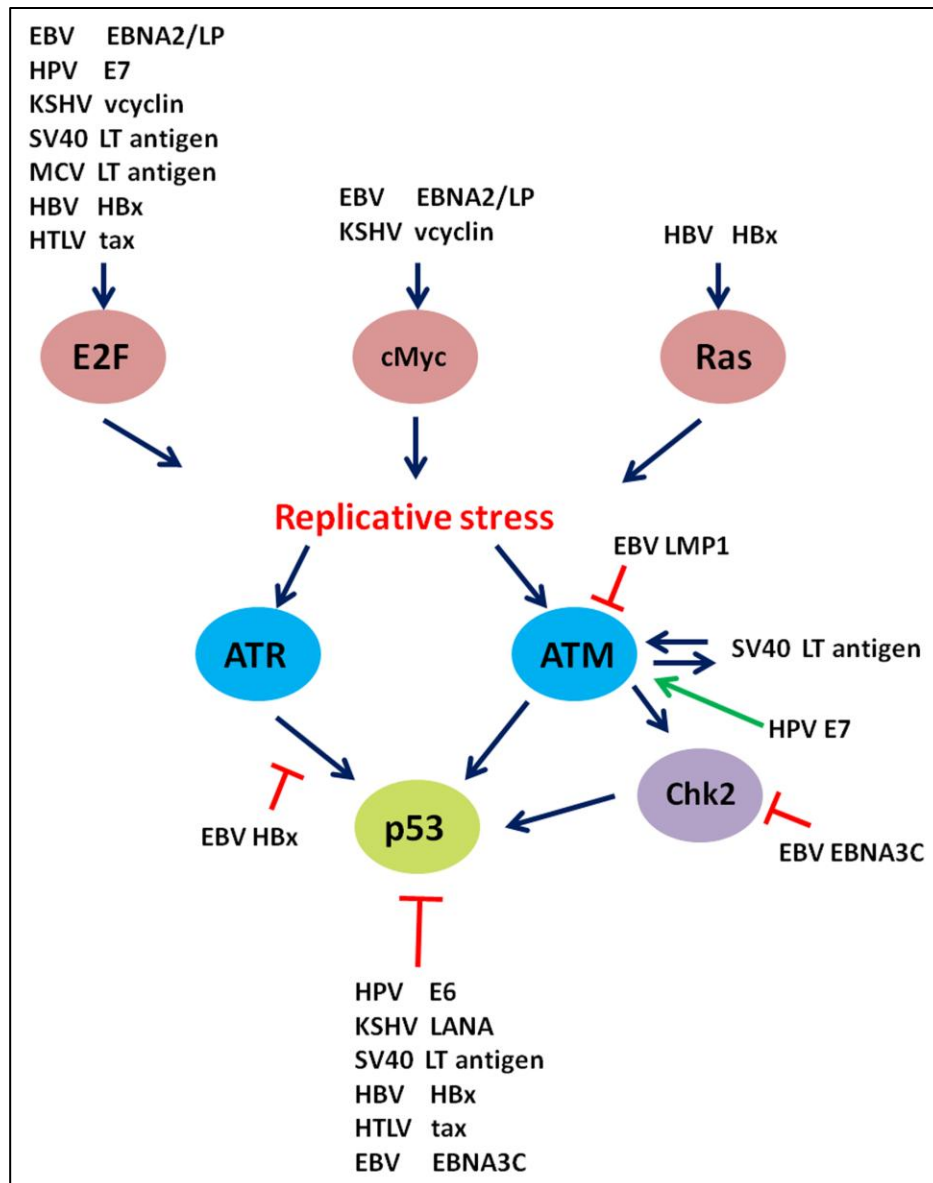 EBV EBNA2/LP
HPV E7
KSHV vcyclin
SV40 LT antigen
MCV LT antigen
HBV HBx
HTLV tax
EBV EBNA2/LP
KSHV vcyclin
HBV HBx
E2F
cMyc
Ras
Replicative stress
EBV LMP1
ATR
ATM
SV40 LT antigen
HPV E7
Chk2
p53
EBV HBx
EBV EBNA3C
HPV E6
KSHV LANA
SV40 LT antigen
HBV HBx
HTLV tax
EBV EBNA3C